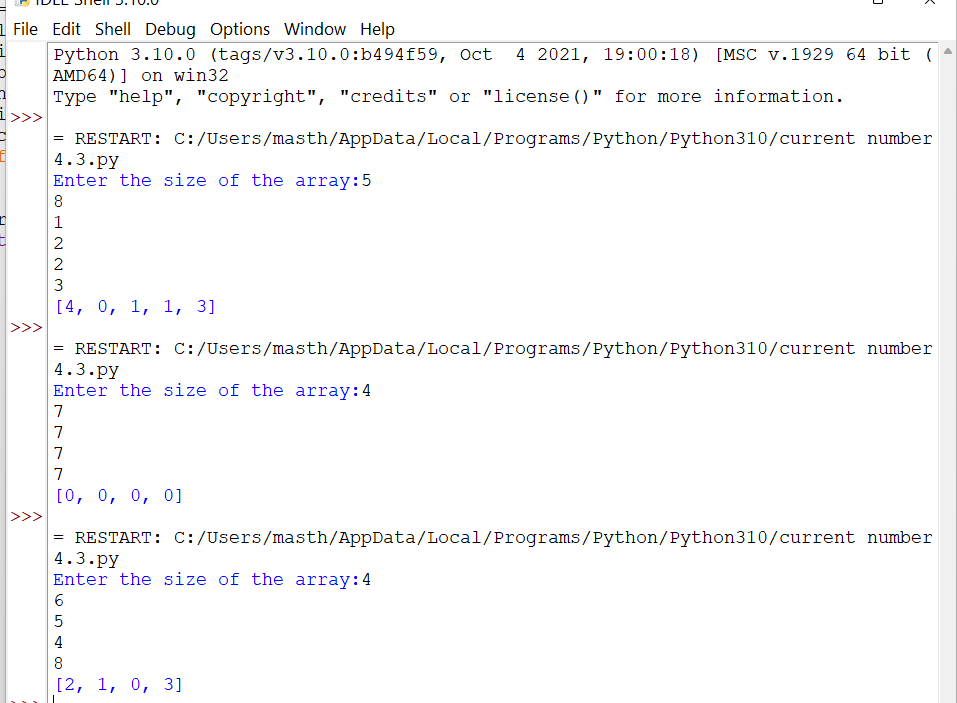 IDLE Shell 3.10.0
File Edit Shell Debug Options Window Help
Python 3.10.0 (tags/v3.10.0:b494f59, Oct  4 2021, 19:00:18) [MSC v.1929 64 bit (
AMD64)] on win32
Type "help", "copyright", "credits" or "license()" for more information.
>>>
= RESTART: C:/Users/masth/AppData/Local/Programs/Python/Python310/current number
4.3.py
Enter the size of the array:5
8
1
2
2
3
[4, 0, 1, 1, 3]
>>>
= RESTART: C:/Users/masth/AppData/Local/Programs/Python/Python310/current number
4.3.py
Enter the size of the array:4
7
7
7
7
[0, 0, 0, 0]
>>>
= RESTART: C:/Users/masth/AppData/Local/Programs/Python/Python310/current number
4.3.py
Enter the size of the array:4
6
5
4
8
[2, 1, 0, 3]
>>>